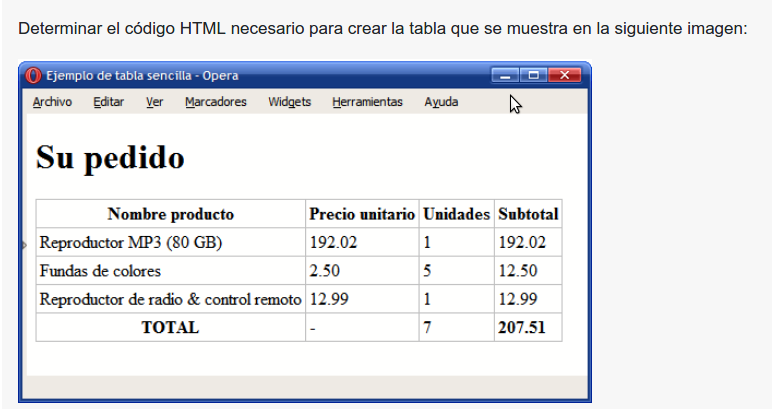 Determinar el código HTML necesario para crear la tabla que se muestra en la siguiente imagen:
Ejemplo de tabla sencilla - Opera
Archivo Editar Ver Marcadores Widgets Herramientas Ayuda
Su pedido
Nombre producto Precio unitario Unidades Subtotal
Reproductor MP3 (80 GB) 192.02 1 192.02
Fundas de colores 2.50 5 12.50
Reproductor de radio & control remoto 12.99 1 12.99
TOTAL - 7 207.51